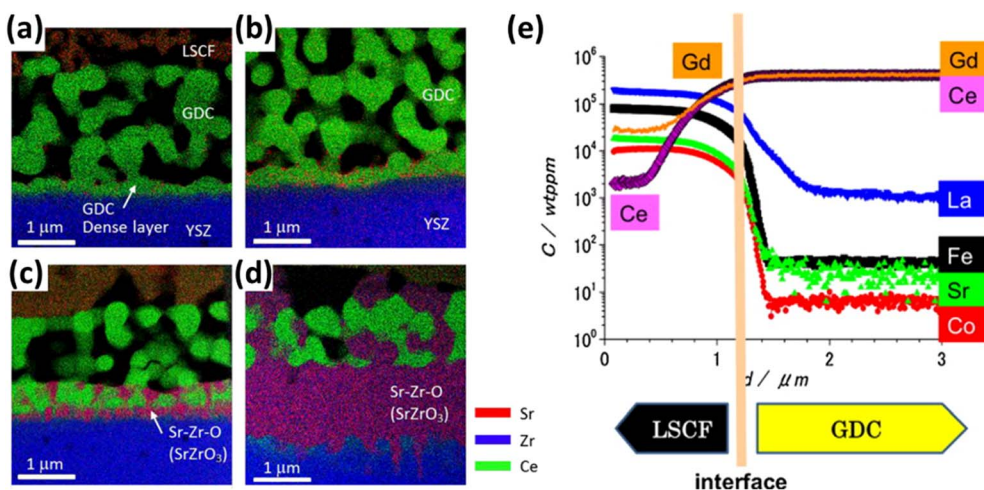 (a)
LSCF
GDC
GDC
Dense layer
YSZ
1 μm
(b)
GDC
YSZ
1 μm
(c)
Sr-Zr-O
(SrZrO₃)
1 μm
(d)
Sr-Zr-O
(SrZrO₃)
1 μm
Sr
Zr
Ce
(e)
C / wtppm
10⁶
10⁵
10⁴
10³
10²
10¹
10⁰
Gd
Ce
Gd
Ce
La
Fe
Sr
Co
0 1 2 3
d / μm
LSCF
GDC
interface